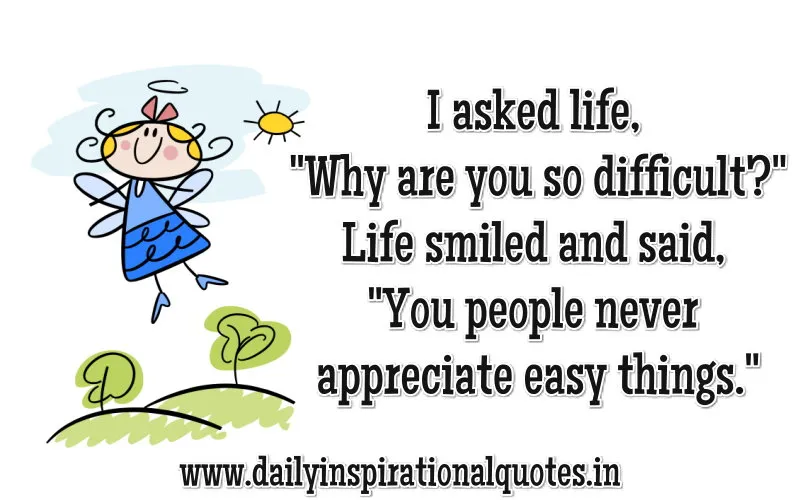 I asked life,
"Why are you so difficult?"
Life smiled and said,
"You people never
appreciate easy things."
www.dailyinspirationalquotes.in